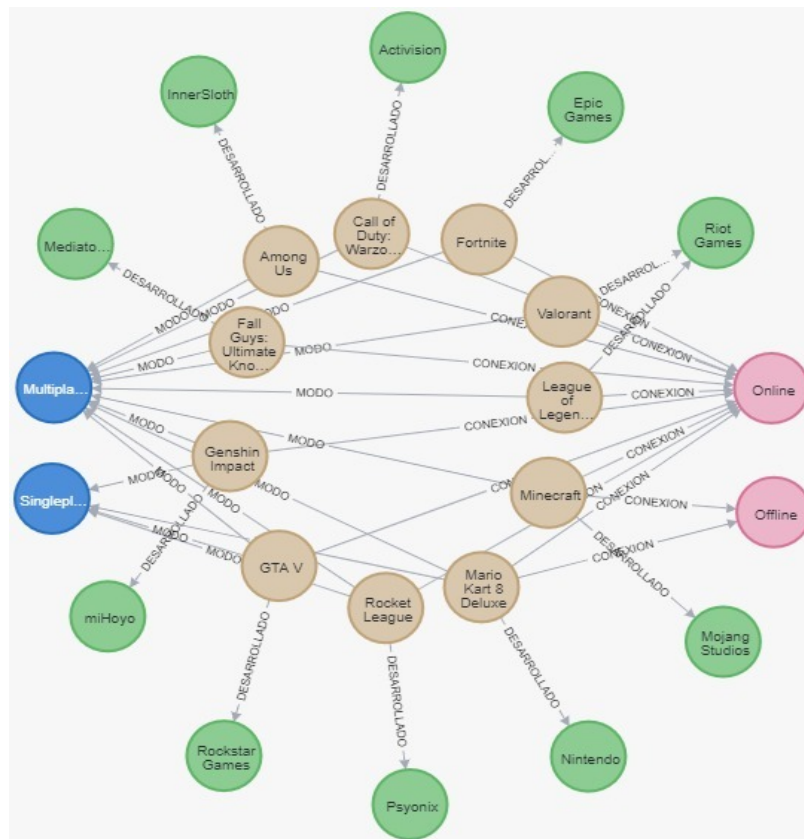 Activision
InnerSloth
Epic
Games
DESARROLLADO
DESARROLLADO
DESARROL...
Riot
Games
Mediato...
Among
Us
Call of
Duty:
Warzo...
Fortnite
DESARROLLADO
DESARROL...
MODO
MODO
MODO
CONEXION
Valorant
DESARROLLADO
Fall
Guys:
Ultimate
Kno...
CONEXION
CONEXION
MODO
MODO
CONEXION
Multipla...
MODO
League
of
Legen...
CONEXION
Online
MODO
Genshin
Impact
CONEXION
MODO
CONEXION
MODO
MODO
MODO
Singlepl...
Minecraft
CONEXION
Offline
MODO
MODO
CONEXION
DESARROLLADO
GTA V
Mario
Kart 8
Deluxe
CONEXION
DESARROLLADO
miHoyo
Rocket
League
Mojang
Studios
DESARROLLADO
DESARROLLADO
DESARROLLADO
Rockstar
Games
Nintendo
Psyonix